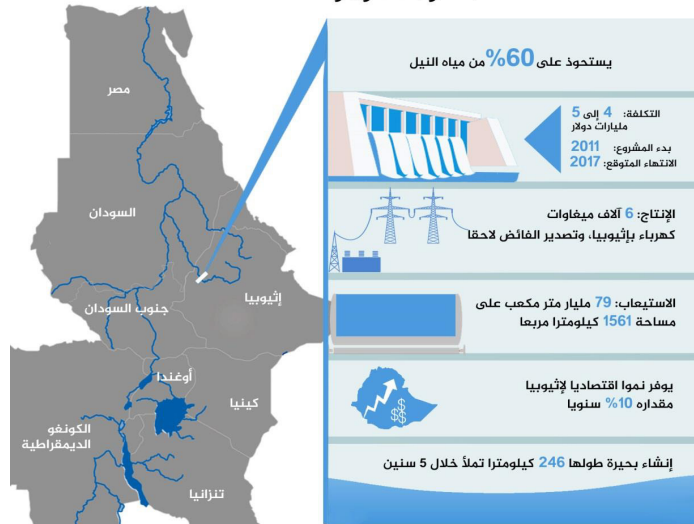 يستحوذ على 60% من مياه النيل
التكلفة: 4 إلى 5
مليارات دولار
بدء المشروع: 2011
الانتهاء المتوقع: 2017
الإنتاج: 6 آلاف ميغاوات
كهرباء بإثيوبيا، وتصدير الفائض لاحقا
الاستيعاب: 79 مليار متر مكعب على
مساحة 1561 كيلومترا مربعا
يوفر نموا اقتصاديا لإثيوبيا
مقداره 10% سنويا
إنشاء بحيرة طولها 246 كيلومترا تملأ خلال 5 سنين
مصر
السودان
إثيوبيا
جنوب السودان
أوغندا
كينيا
الكونغو
الديمقراطية
تنزانيا